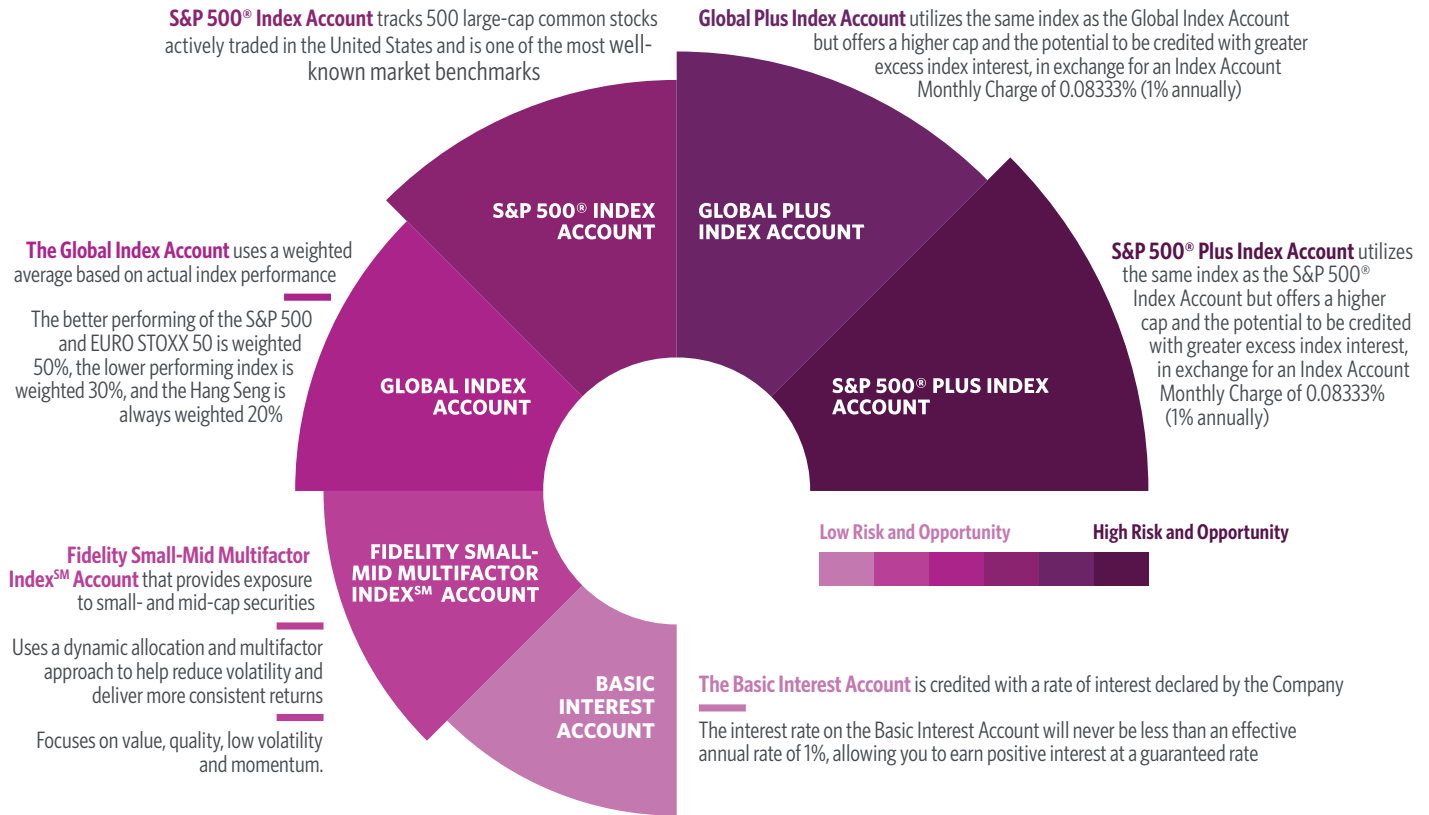 S&P 500® Index Account tracks 500 large-cap common stocks
actively traded in the United States and is one of the most well-
known market benchmarks
Global Plus Index Account utilizes the same index as the Global Index Account
but offers a higher cap and the potential to be credited with greater
excess index interest, in exchange for an Index Account
Monthly Charge of 0.08333% (1% annually)
S&P 500® INDEX
ACCOUNT
GLOBAL PLUS
INDEX ACCOUNT
The Global Index Account uses a weighted
average based on actual index performance
The better performing of the S&P 500
and EURO STOXX 50 is weighted
50%, the lower performing index is
weighted 30%, and the Hang Seng is
always weighted 20%
GLOBAL INDEX
ACCOUNT
S&P 500® PLUS INDEX
ACCOUNT
S&P 500® Plus Index Account utilizes
the same index as the S&P 500®
Index Account but offers a higher
cap and the potential to be credited
with greater excess index interest,
in exchange for an Index Account
Monthly Charge of 0.08333%
(1% annually)
Low Risk and Opportunity
High Risk and Opportunity
Fidelity Small-Mid Multifactor
Index℠ Account that provides exposure
to small- and mid-cap securities
Uses a dynamic allocation and multifactor
approach to help reduce volatility and
deliver more consistent returns
Focuses on value, quality, low volatility
and momentum.
FIDELITY SMALL-
MID MULTIFACTOR
INDEX℠ ACCOUNT
BASIC
INTEREST
ACCOUNT
The Basic Interest Account is credited with a rate of interest declared by the Company
The interest rate on the Basic Interest Account will never be less than an effective
annual rate of 1%, allowing you to earn positive interest at a guaranteed rate